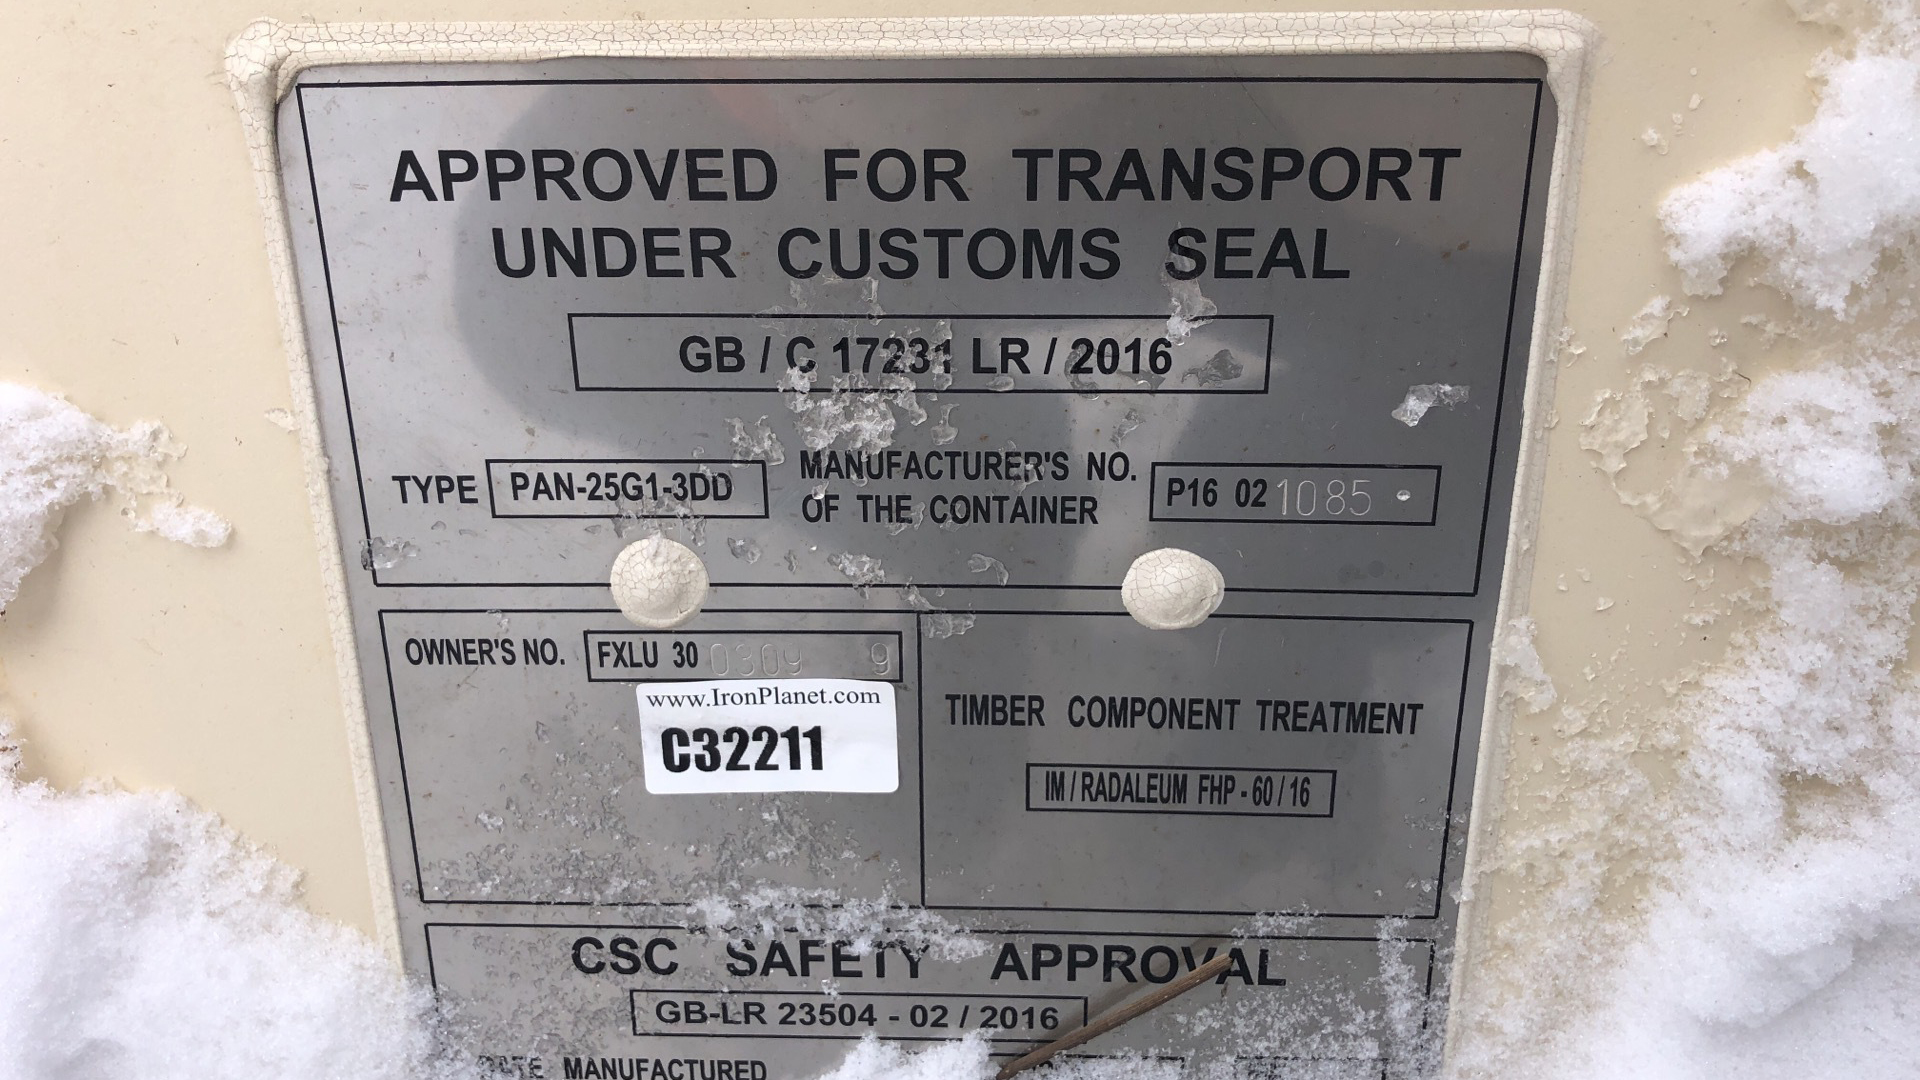 APPROVED FOR TRANSPORT
UNDER CUSTOMS SEAL
GB / C 17231 LR / 2016
TYPE PAN-25G1-3DD
MANUFACTURER'S NO.
OF THE CONTAINER
P16 02 1085
OWNER'S NO. FXLU 30 0309 9
www.IronPlanet.com
C32211
TIMBER COMPONENT TREATMENT
IM / RADALEUM FHP - 60 / 16
CSC SAFETY APPROVAL
GB-LR 23504 - 02 / 2016
DATE MANUFACTURED